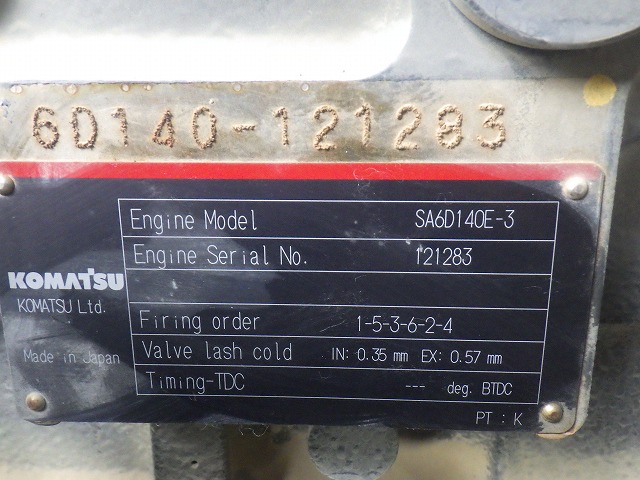 6D140-121283
Engine Model SA6D140E-3
Engine Serial No. 121283
KOMATSU
KOMATSU Ltd.
Firing order 1-5-3-6-2-4
Made in Japan
Valve lash cold IN: 0.35 mm EX: 0.57 mm
Timing-TDC --- deg. BTDC
PT : K